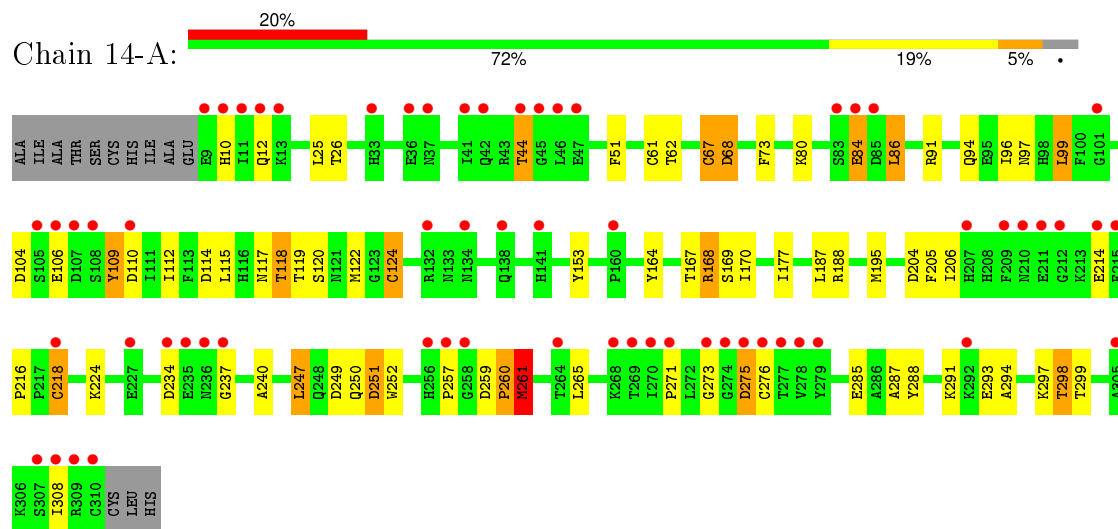 20%
Chain 14-A:
72% 19% 5% •
ALA ILE ALA THR SER CYS HIS ILE ALA GLU E9 H10 I11 Q12 K13 L25 T26 H33 E36 N37 I41 Q42 R43 T44 G45 L46 E47 F51 C61 T62 C67 D68 F73 K80 S83 E84 D85 L86 R91 Q94 E95 I96 N97 H98 L99 F100 G101
D104 S105 E106 D107 S108 Y109 D110 I111 I112 F113 D114 L115 H116 N117 T118 T119 S120 N121 M122 G123 C124 R132 N133 N134 Q138 H141 Y153 P160 Y164 T167 R168 S169 I170 I177 L187 R188 M195 D204 F205 I206 H207 H208 F209 N210 E211 G212 K213 E214 F215
P216 P217 C218 K224 E227 D234 E235 N236 G237 A240 L247 Q248 D249 Q250 D251 W252 H256 P257 G258 D259 P260 M261 T264 L265 K268 T269 I270 P271 L272 G273 G274 D275 C276 T277 V278 Y279 E285 A286 A287 Y288 K291 K292 E293 A294 K297 T298 T299 A305
K306 S307 I308 R309 C310 CYS LEU HIS